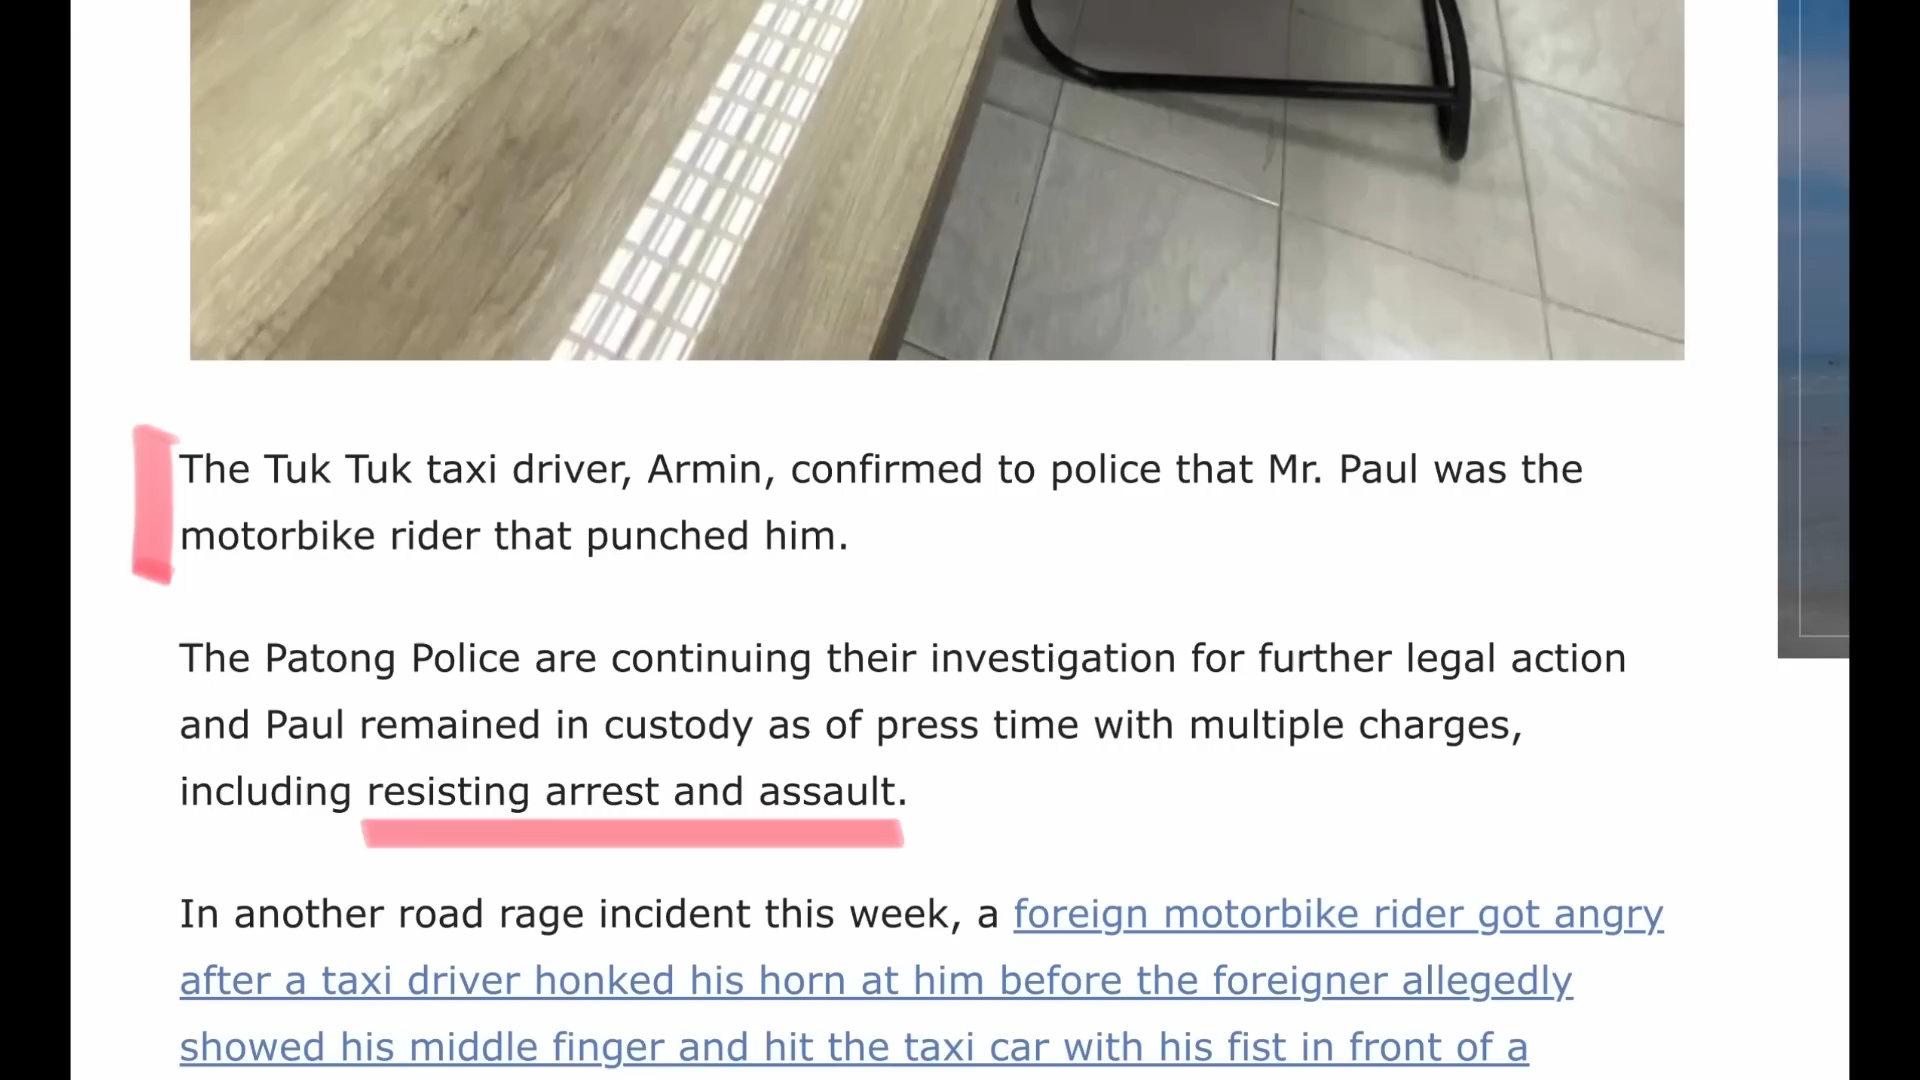 The Tuk Tuk taxi driver, Armin, confirmed to police that Mr. Paul was the
motorbike rider that punched him.
The Patong Police are continuing their investigation for further legal action
and Paul remained in custody as of press time with multiple charges,
including resisting arrest and assault.
In another road rage incident this week, a foreign motorbike rider got angry
after a taxi driver honked his horn at him before the foreigner allegedly
showed his middle finger and hit the taxi car with his fist in front of a